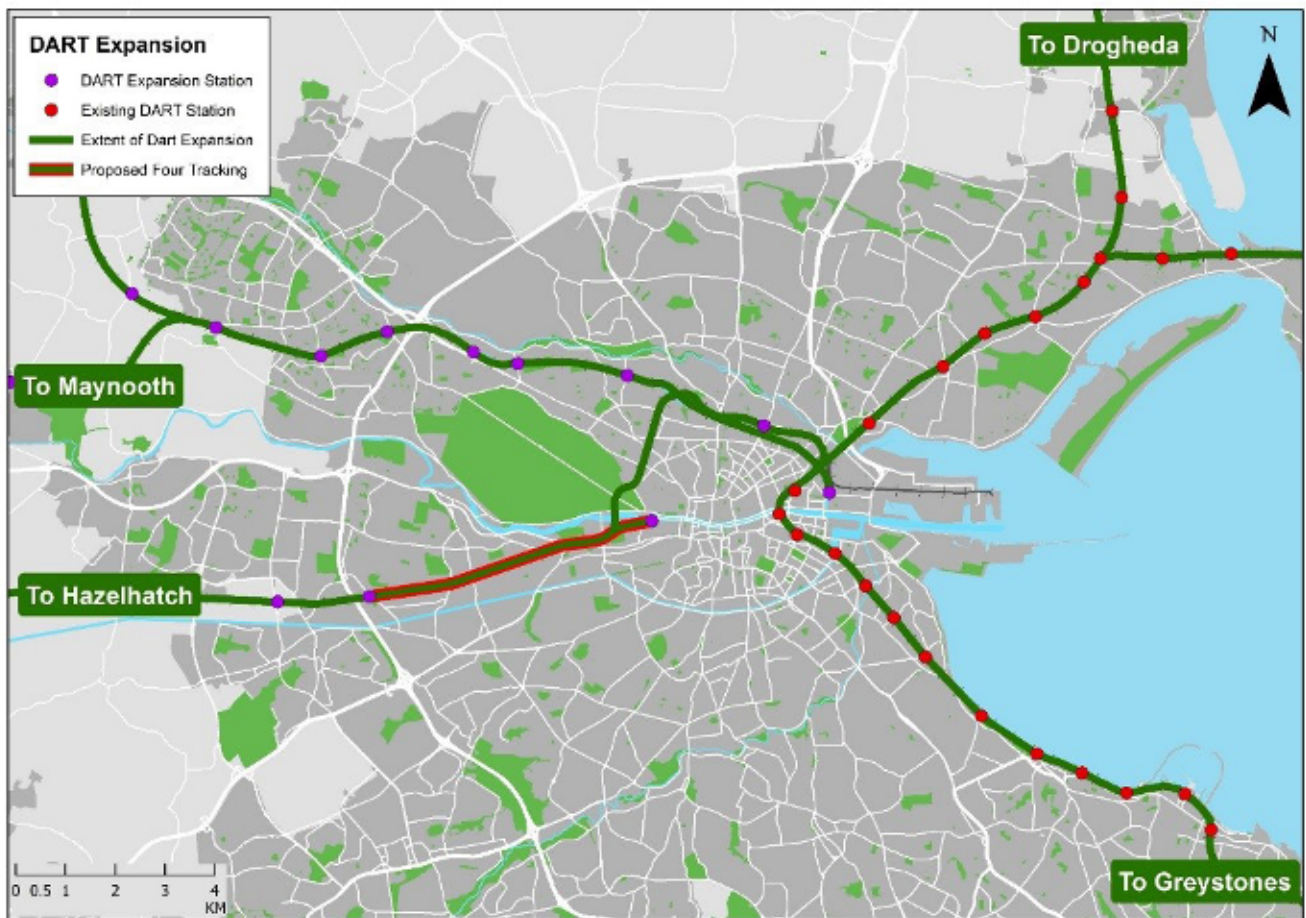 DART Expansion
DART Expansion Station
Existing DART Station
Extent of Dart Expansion
Proposed Four Tracking
To Drogheda
N
To Maynooth
To Hazelhatch
To Greystones
0 0.5 1 2 3 4
KM